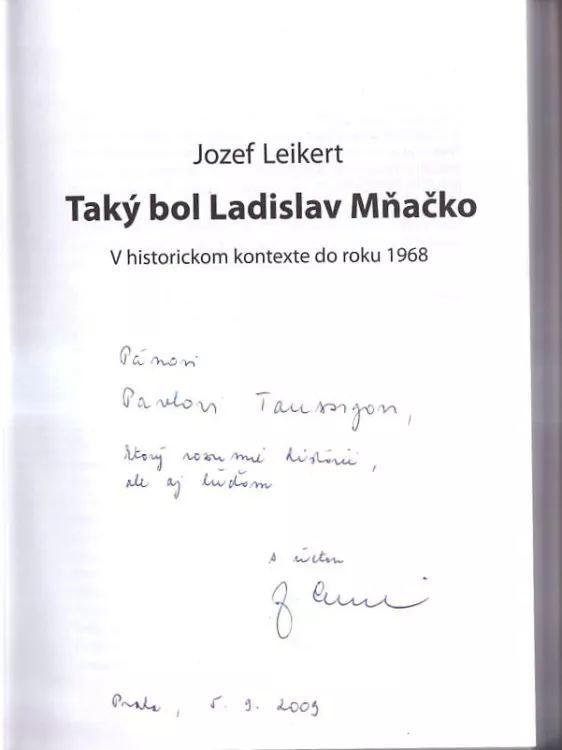 Jozef Leikert
Taký bol Ladislav Mňačko
V historickom kontexte do roku 1968
Pánovi
Pavlovi Taussigovi,
ktorý rozumie histórii,
ale aj ľuďom
s úctou
Praha, 5. 9. 2009